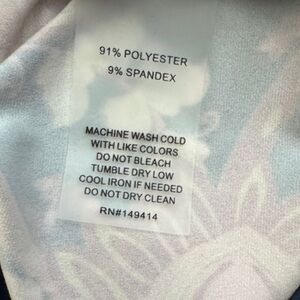 91% POLYESTER
9% SPANDEX
MACHINE WASH COLD
WITH LIKE COLORS
DO NOT BLEACH
TUMBLE DRY LOW
COOL IRON IF NEEDED
DO NOT DRY CLEAN
RN#149414